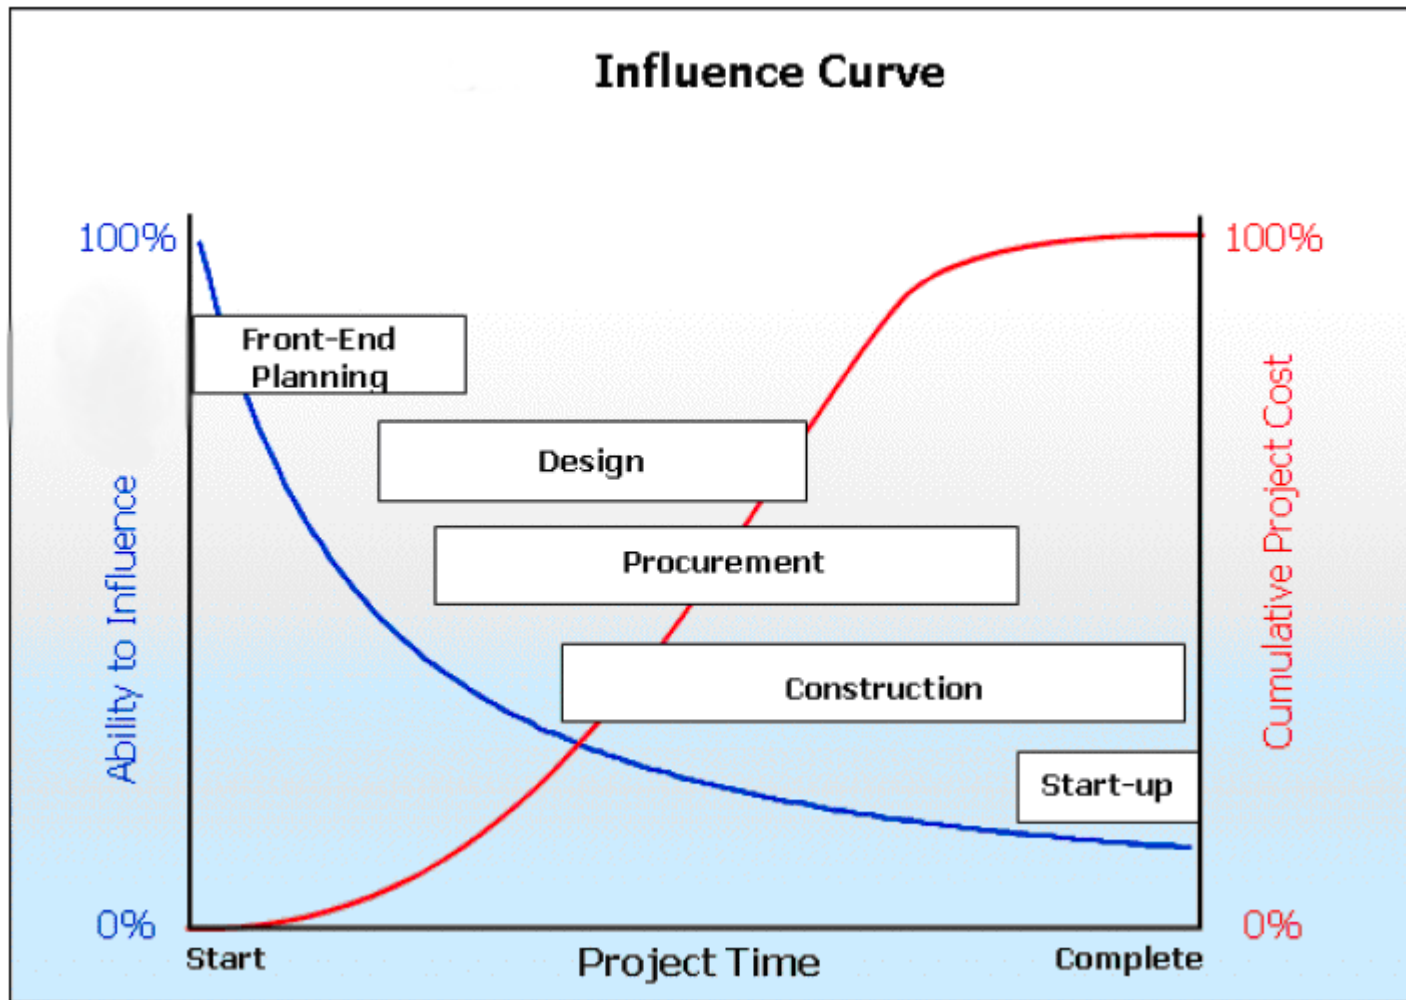 Influence Curve
100%
100%
Front-End
Planning
Design
Procurement
Construction
Start-up
Ability to Influence
Cumulative Project Cost
0%
0%
Start
Project Time
Complete